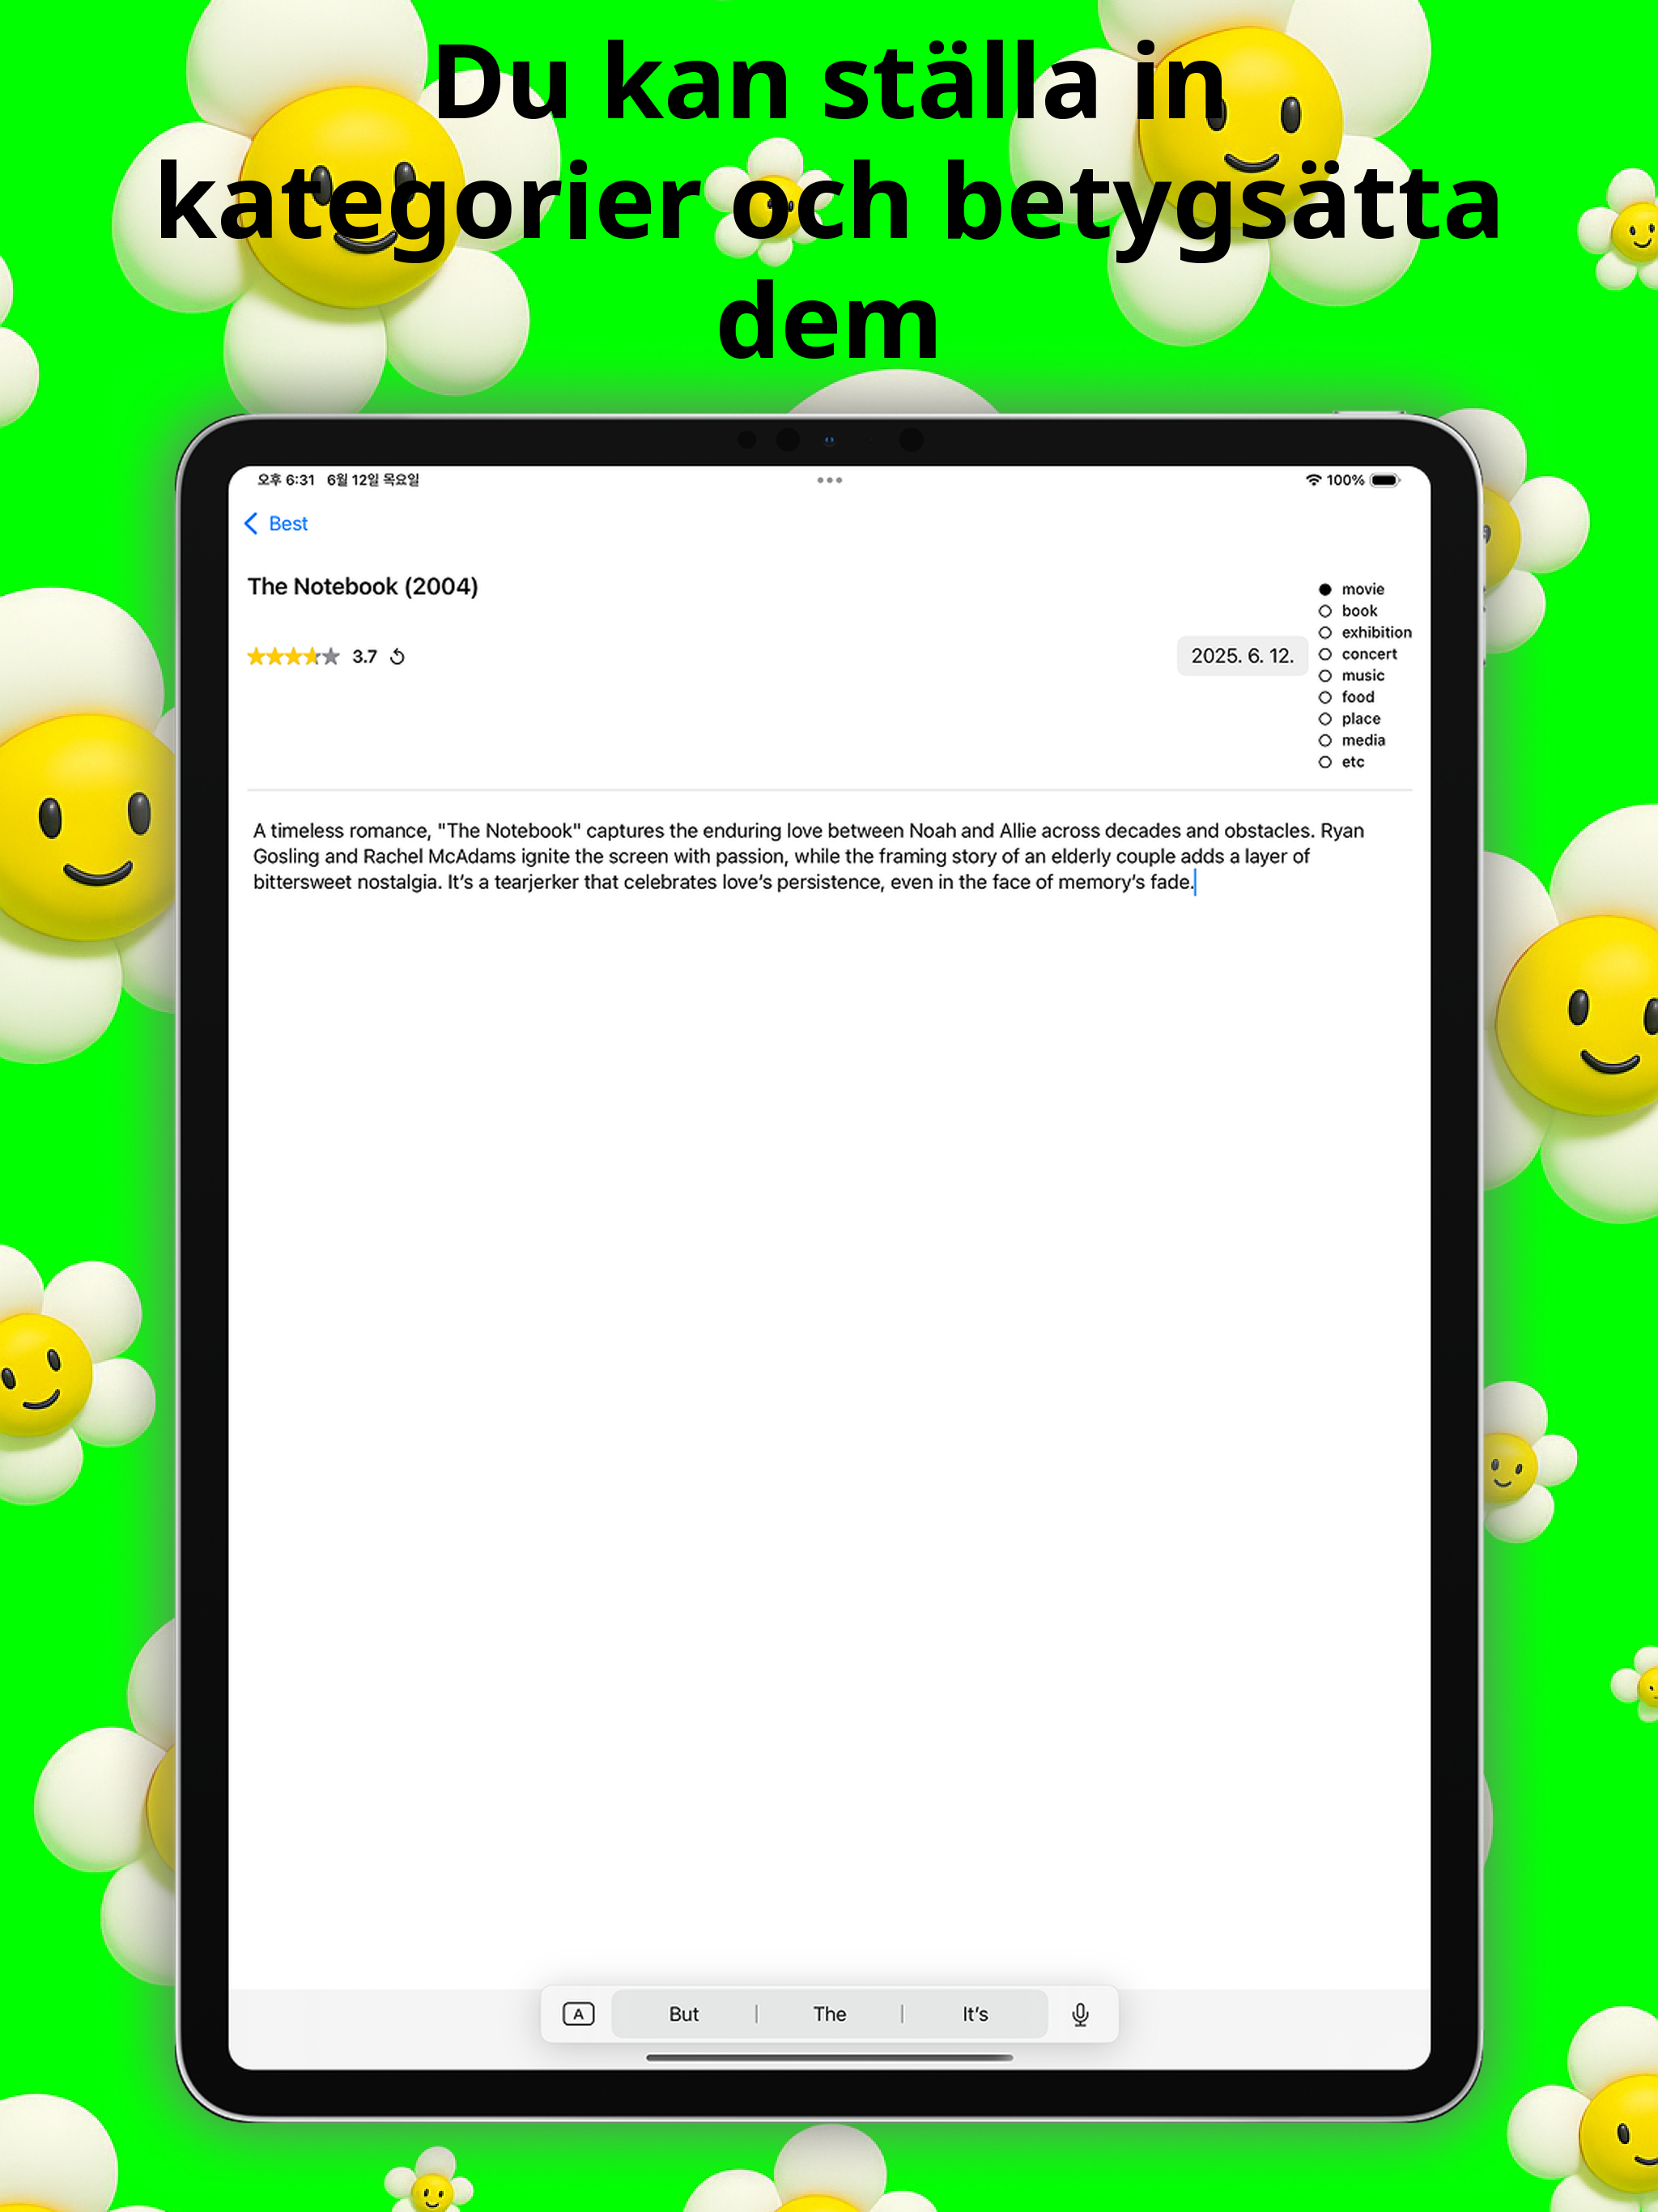 Du kan ställa in
kategorier och betygsätta
dem
오후 6:31 6월 12일 목요일
100%
Best
The Notebook (2004)
3.7
2025. 6. 12.
movie
book
exhibition
concert
music
food
place
media
etc
A timeless romance, "The Notebook" captures the enduring love between Noah and Allie across decades and obstacles. Ryan
Gosling and Rachel McAdams ignite the screen with passion, while the framing story of an elderly couple adds a layer of
bittersweet nostalgia. It’s a tearjerker that celebrates love’s persistence, even in the face of memory’s fade.
A But The It’s